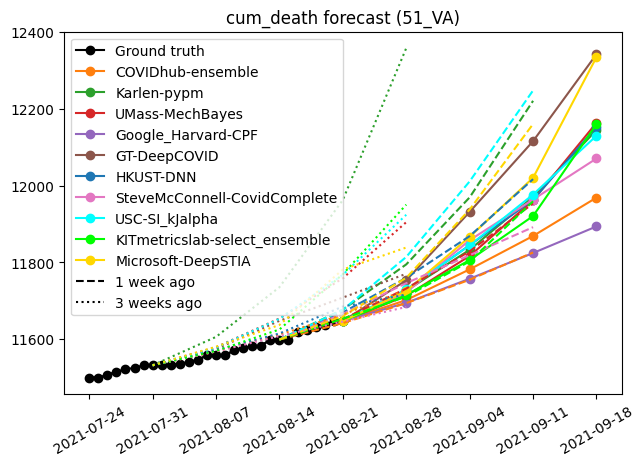 cum_death forecast (51_VA)
12400
12200
12000
11800
11600
Ground truth
COVIDhub-ensemble
Karlen-pypm
UMass-MechBayes
Google_Harvard-CPF
GT-DeepCOVID
HKUST-DNN
SteveMcConnell-CovidComplete
USC-SI_kJalpha
KITmetricslab-select_ensemble
Microsoft-DeepSTIA
1 week ago
3 weeks ago
2021-07-24
2021-07-31
2021-08-07
2021-08-14
2021-08-21
2021-08-28
2021-09-04
2021-09-11
2021-09-18